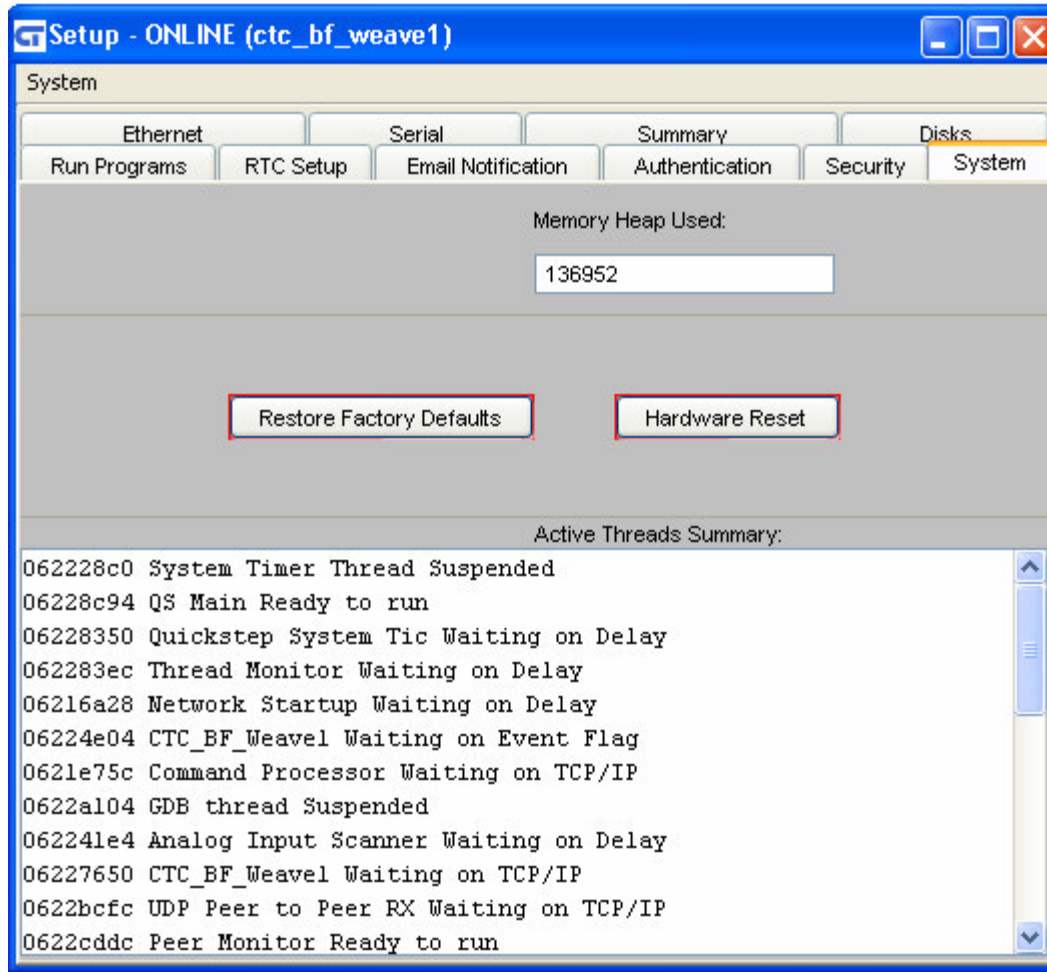 CT Setup - ONLINE (ctc_bf_weave1)
System
Ethernet Serial Summary Disks
Run Programs RTC Setup Email Notification Authentication Security System
Memory Heap Used:
136952
Restore Factory Defaults Hardware Reset
Active Threads Summary:
062228c0 System Timer Thread Suspended
06228c94 QS Main Ready to run
06228350 Quickstep System Tic Waiting on Delay
062283ec Thread Monitor Waiting on Delay
06216a28 Network Startup Waiting on Delay
06224e04 CTC_BF_Weave1 Waiting on Event Flag
0621e75c Command Processor Waiting on TCP/IP
0622a104 GDB thread Suspended
062241e4 Analog Input Scanner Waiting on Delay
06227650 CTC_BF_Weave1 Waiting on TCP/IP
0622bcfc UDP Peer to Peer RX Waiting on TCP/IP
0622cddc Peer Monitor Ready to run